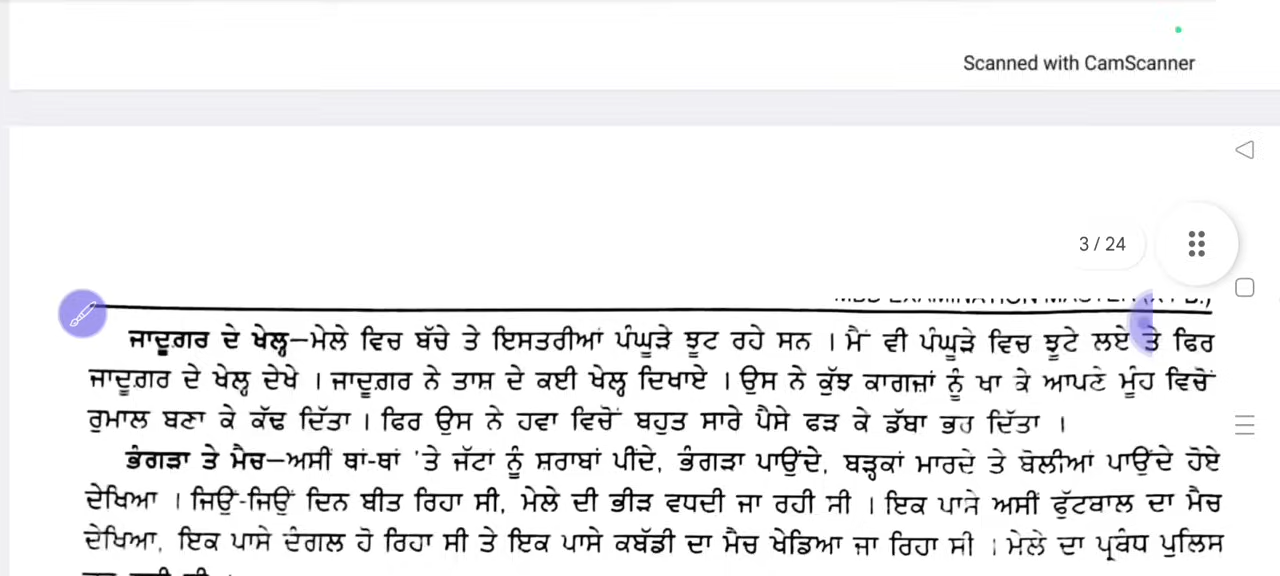 Scanned with CamScanner
3 / 24
ਜਾਦੂਗਰ ਦੇ ਖੇਲ੍ਹ—ਮੇਲੇ ਵਿਚ ਬੱਚੇ ਤੇ ਇਸਤਰੀਆਂ ਪੰਘੂੜੇ ਝੂਟ ਰਹੇ ਸਨ । ਮੈਂ ਵੀ ਪੰਘੂੜੇ ਵਿਚ ਝੂਟੇ ਲਏ ਤੇ ਫਿਰ
ਜਾਦੂਗਰ ਦੇ ਖੇਲ੍ਹ ਦੇਖੇ । ਜਾਦੂਗਰ ਨੇ ਤਾਸ਼ ਦੇ ਕਈ ਖੇਲ੍ਹ ਦਿਖਾਏ । ਉਸ ਨੇ ਕੁੱਝ ਕਾਗਜ਼ਾਂ ਨੂੰ ਖਾ ਕੇ ਆਪਣੇ ਮੂੰਹ ਵਿਚੋਂ
ਰੁਮਾਲ ਬਣਾ ਕੇ ਕੱਢ ਦਿੱਤਾ । ਫਿਰ ਉਸ ਨੇ ਹਵਾ ਵਿਚੋਂ ਬਹੁਤ ਸਾਰੇ ਪੈਸੇ ਫੜ ਕੇ ਡੱਬਾ ਭਰ ਦਿੱਤਾ ।
ਭੰਗੜਾ ਤੇ ਮੈਚ—ਅਸੀਂ ਥਾਂ-ਥਾਂ 'ਤੇ ਜੱਟਾਂ ਨੂੰ ਸ਼ਰਾਬਾਂ ਪੀਂਦੇ, ਭੰਗੜਾ ਪਾਉਂਦੇ, ਬੜ੍ਹਕਾਂ ਮਾਰਦੇ ਤੇ ਬੋਲੀਆਂ ਪਾਉਂਦੇ ਹੋਏ
ਦੇਖਿਆ । ਜਿਉਂ-ਜਿਉਂ ਦਿਨ ਬੀਤ ਰਿਹਾ ਸੀ, ਮੇਲੇ ਦੀ ਭੀੜ ਵਧਦੀ ਜਾ ਰਹੀ ਸੀ । ਇਕ ਪਾਸੇ ਅਸੀਂ ਫੁੱਟਬਾਲ ਦਾ ਮੈਚ
ਦੇਖਿਆ, ਇਕ ਪਾਸੇ ਦੰਗਲ ਹੋ ਰਿਹਾ ਸੀ ਤੇ ਇਕ ਪਾਸੇ ਕਬੱਡੀ ਦਾ ਮੈਚ ਖੇਡਿਆ ਜਾ ਰਿਹਾ ਸੀ । ਮੇਲੇ ਦਾ ਪ੍ਰਬੰਧ ਪੁਲਿਸ